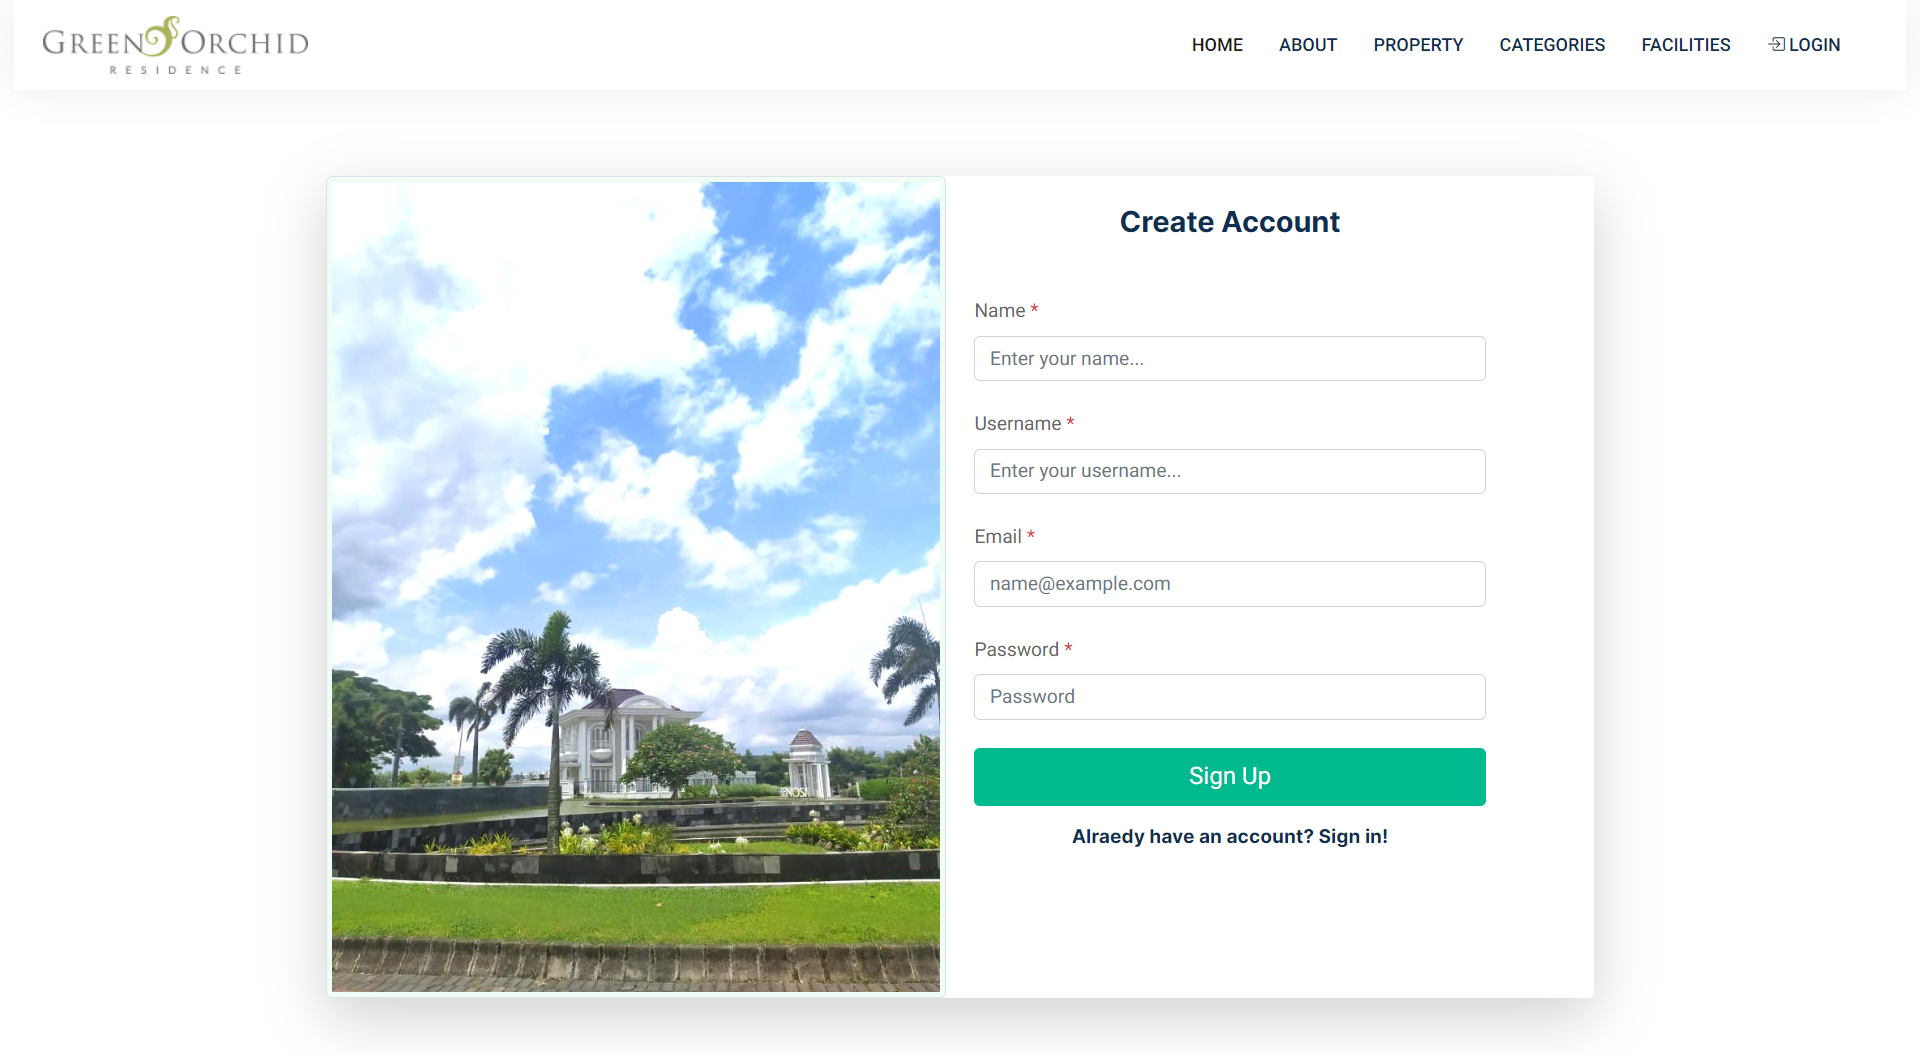 GREEN ORCHID
RESIDENCE
HOME ABOUT PROPERTY CATEGORIES FACILITIES LOGIN
Create Account
Name *
Enter your name...
Username *
Enter your username...
Email *
name@example.com
Password *
Password
Sign Up
Alraedy have an account? Sign in!